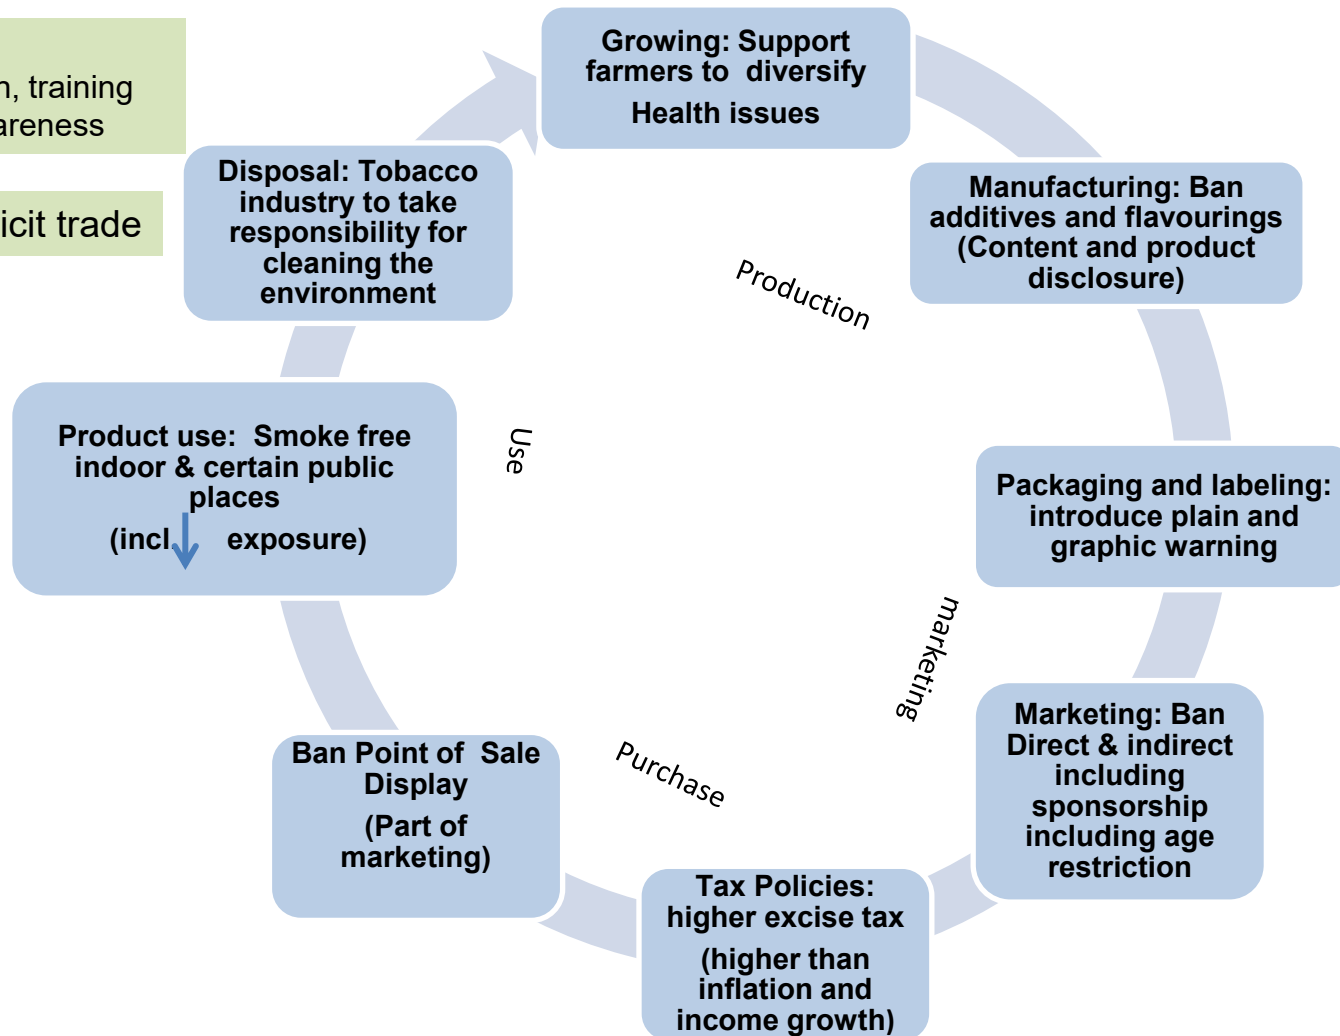 training
Illicit trade
Growing: Support
farmers to diversify
Health issues
Manufacturing: Ban
additives and flavourings
(Content and product
disclosure)
Packaging and labeling:
introduce plain and
graphic warning
Marketing: Ban
Direct & indirect
including
sponsorship
including age
restriction
Tax Policies:
higher excise tax
(higher than
inflation and
income growth)
Ban Point of Sale
Display
(Part of
marketing)
Product use: Smoke free
indoor & certain public
places
(incl. exposure)
Disposal: Tobacco
industry to take
responsibility for
cleaning the
environment
Production
marketing
Purchase
Use